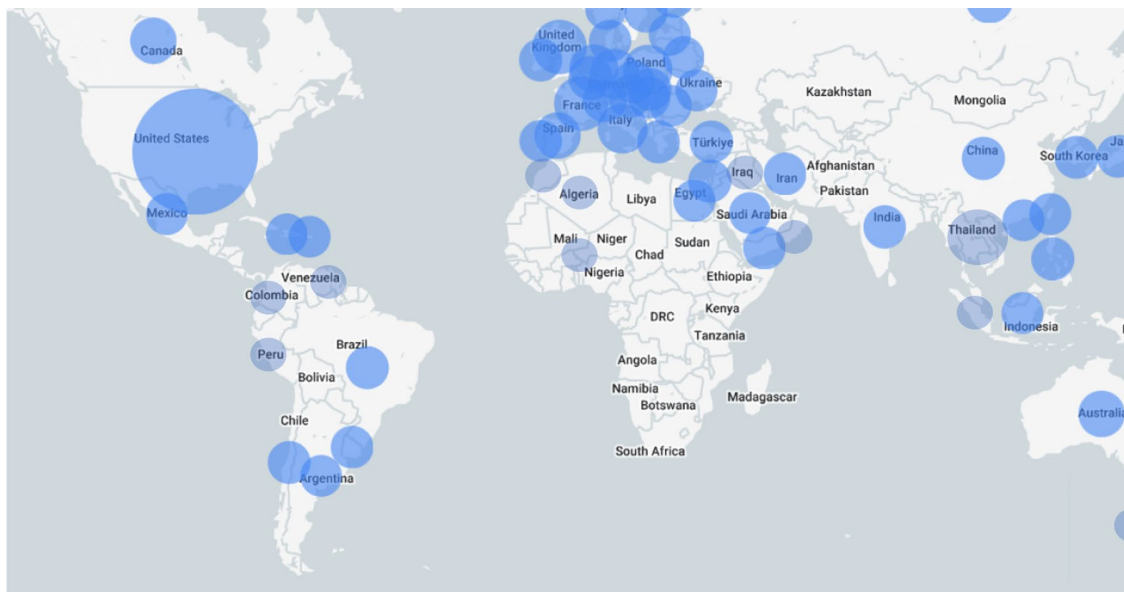 United
Kingdom
Canada
Poland
Ukraine
Kazakhstan
Mongolia
France
United States
Italy
Spain
Türkiye
China
South Korea
Ja
Iraq
Iran
Afghanistan
Pakistan
Algeria
Libya
Egypt
Mexico
Saudi Arabia
India
Mali
Niger
Sudan
Thailand
Chad
Venezuela
Nigeria
Ethiopia
Colombia
Kenya
DRC
Indonesia
Tanzania
Brazil
Peru
Angola
Bolivia
Namibia
Madagascar
Botswana
Australia
Chile
South Africa
Argentina